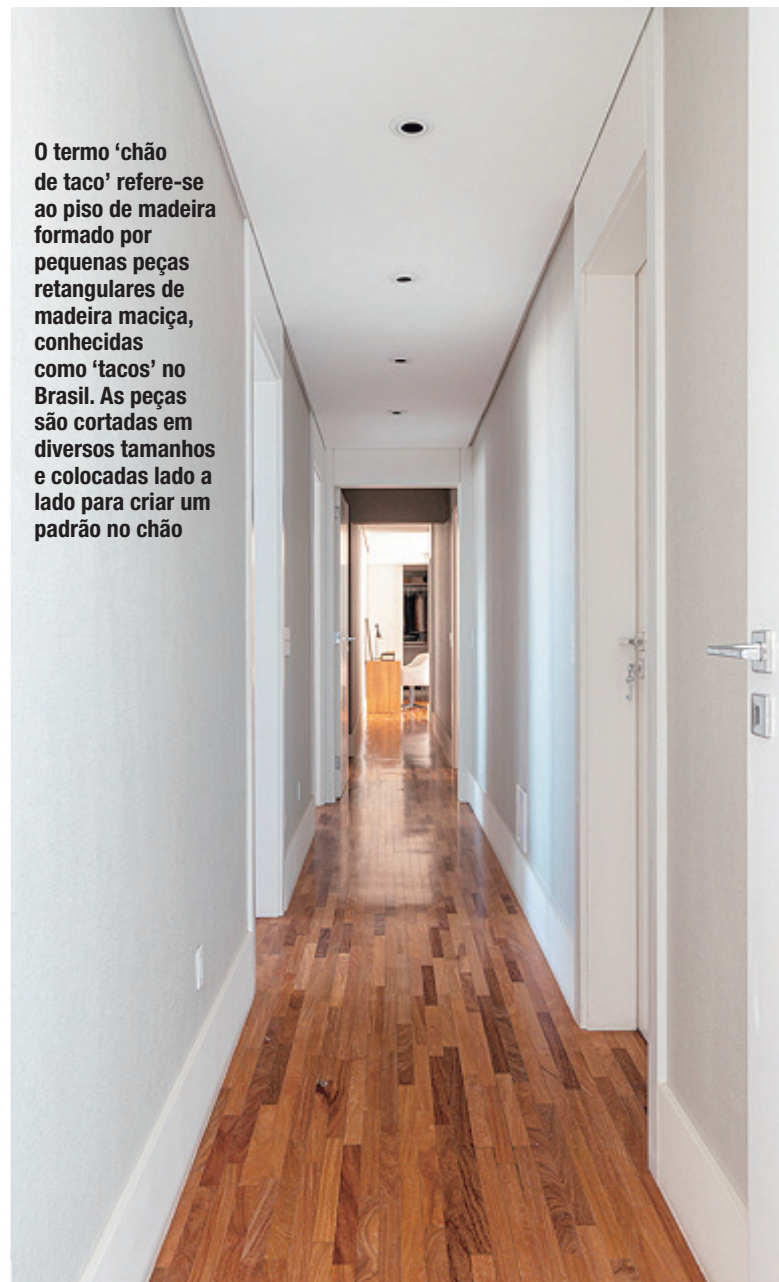 O termo ‘chão
de taco’ refere-se
ao piso de madeira
formado por
pequenas peças
retangulares de
madeira maciça,
conhecidas
como ‘tacos’ no
Brasil. As peças
são cortadas em
diversos tamanhos
e colocadas lado a
lado para criar um
padrão no chão